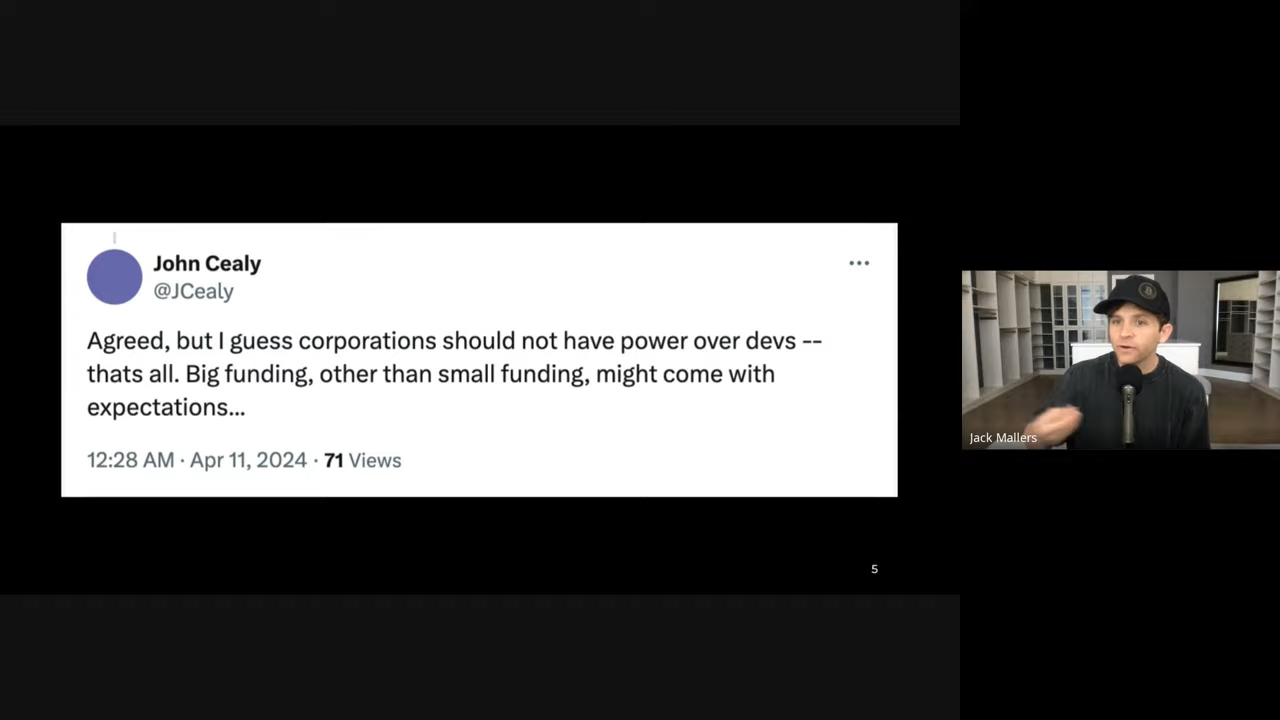 John Cealy
@JCealy
Agreed, but I guess corporations should not have power over devs --
thats all. Big funding, other than small funding, might come with
expectations...
12:28 AM · Apr 11, 2024 · 71 Views
5
Jack Mallers